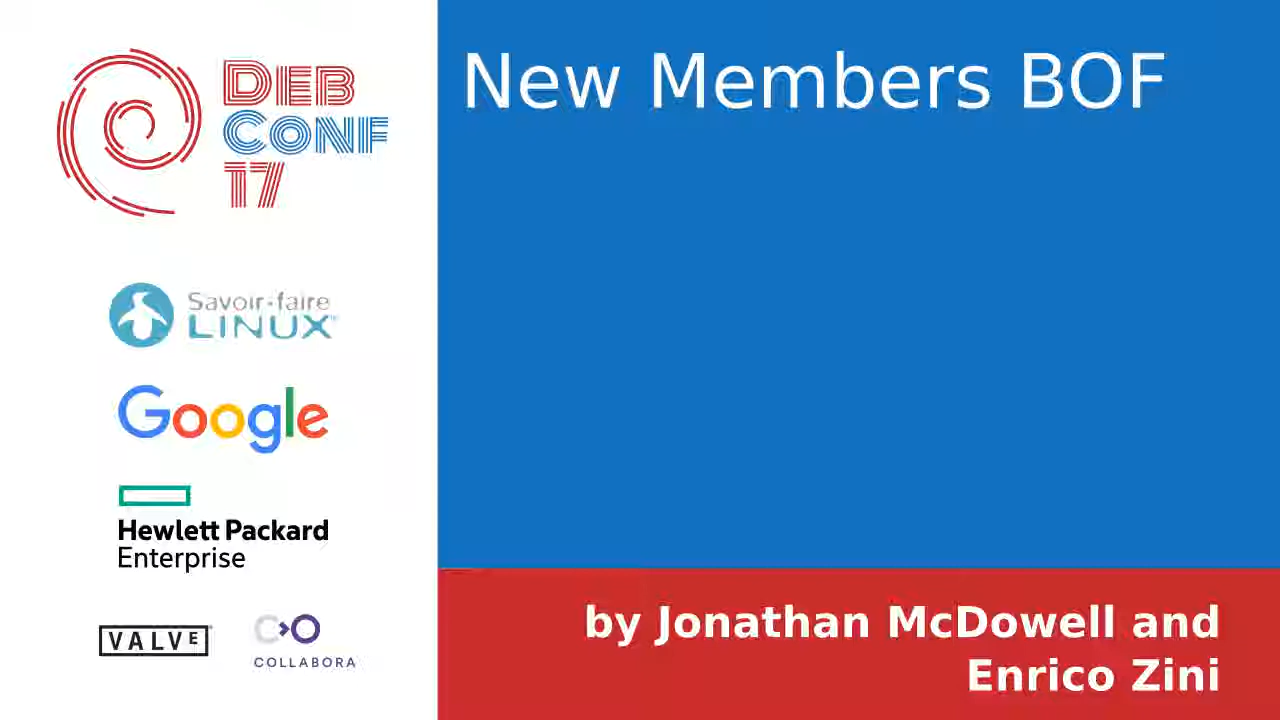 DEB
CONF
17
Savoir-faire
LINUX™
Google
Hewlett Packard
Enterprise
VALVE
COLLABORA
New Members BOF
by Jonathan McDowell and
Enrico Zini